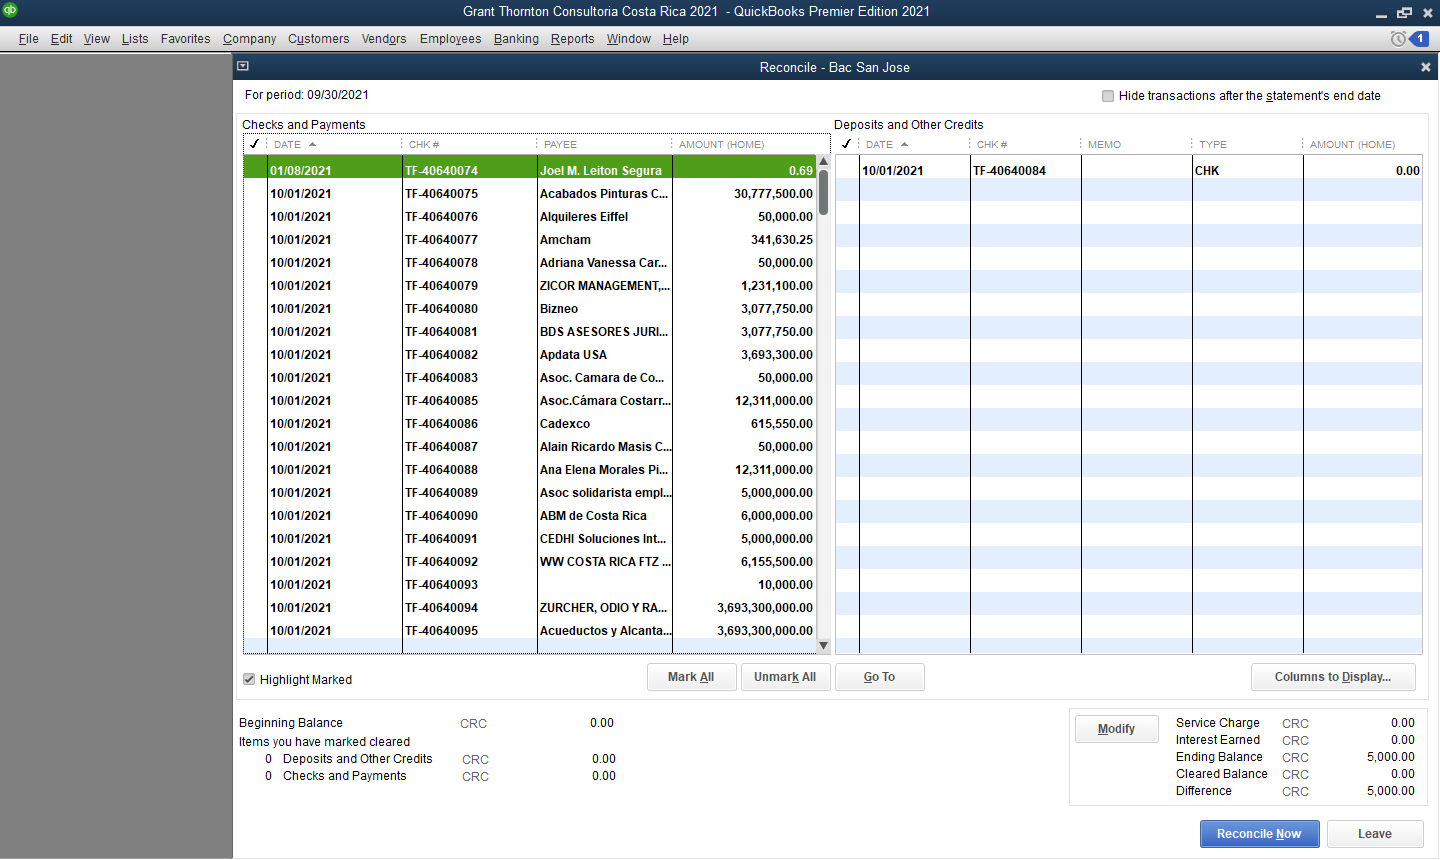 Grant Thornton Consultoria Costa Rica 2021 - QuickBooks Premier Edition 2021
File Edit View Lists Favorites Company Customers Vendors Employees Banking Reports Window Help 1
Reconcile - Bac San Jose
For period: 09/30/2021 Hide transactions after the statement's end date
Checks and Payments Deposits and Other Credits
✓ DATE CHK # PAYEE AMOUNT (HOME) ✓ DATE CHK # MEMO TYPE AMOUNT (HOME)
01/08/2021 TF-40640074 Joel M. Leiton Segura 0.69 10/01/2021 TF-40640084 CHK 0.00
10/01/2021 TF-40640075 Acabados Pinturas C... 30,777,500.00
10/01/2021 TF-40640076 Alquileres Eiffel 50,000.00
10/01/2021 TF-40640077 Amcham 341,630.25
10/01/2021 TF-40640078 Adriana Vanessa Car... 50,000.00
10/01/2021 TF-40640079 ZICOR MANAGEMENT,... 1,231,100.00
10/01/2021 TF-40640080 Bizneo 3,077,750.00
10/01/2021 TF-40640081 BDS ASESORES JURI... 3,077,750.00
10/01/2021 TF-40640082 Apdata USA 3,693,300.00
10/01/2021 TF-40640083 Asoc. Camara de Co... 50,000.00
10/01/2021 TF-40640085 Asoc.Cámara Costarr... 12,311,000.00
10/01/2021 TF-40640086 Cadexco 615,550.00
10/01/2021 TF-40640087 Alain Ricardo Masis C... 50,000.00
10/01/2021 TF-40640088 Ana Elena Morales Pi... 12,311,000.00
10/01/2021 TF-40640089 Asoc solidarista empl... 5,000,000.00
10/01/2021 TF-40640090 ABM de Costa Rica 6,000,000.00
10/01/2021 TF-40640091 CEDHI Soluciones Int... 5,000,000.00
10/01/2021 TF-40640092 WW COSTA RICA FTZ ... 6,155,500.00
10/01/2021 TF-40640093 10,000.00
10/01/2021 TF-40640094 ZURCHER, ODIO Y RA... 3,693,300,000.00
10/01/2021 TF-40640095 Acueductos y Alcanta... 3,693,300,000.00
Highlight Marked Mark All Unmark All Go To Columns to Display...
Beginning Balance CRC 0.00 Modify Service Charge CRC 0.00
Items you have marked cleared Interest Earned CRC 0.00
0 Deposits and Other Credits CRC 0.00 Ending Balance CRC 5,000.00
0 Checks and Payments CRC 0.00 Cleared Balance CRC 0.00
Difference CRC 5,000.00
Reconcile Now Leave